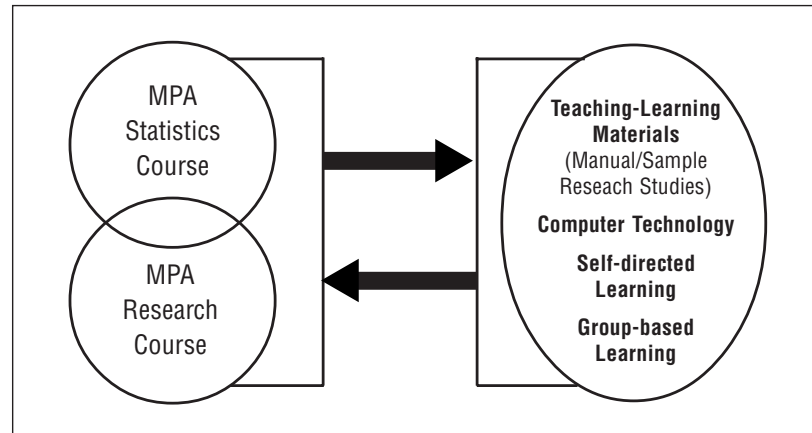 MPA
Statistics
Course
MPA
Research
Course
Teaching-Learning
Materials
(Manual/Sample
Reseach Studies)
Computer Technology
Self-directed
Learning
Group-based
Learning